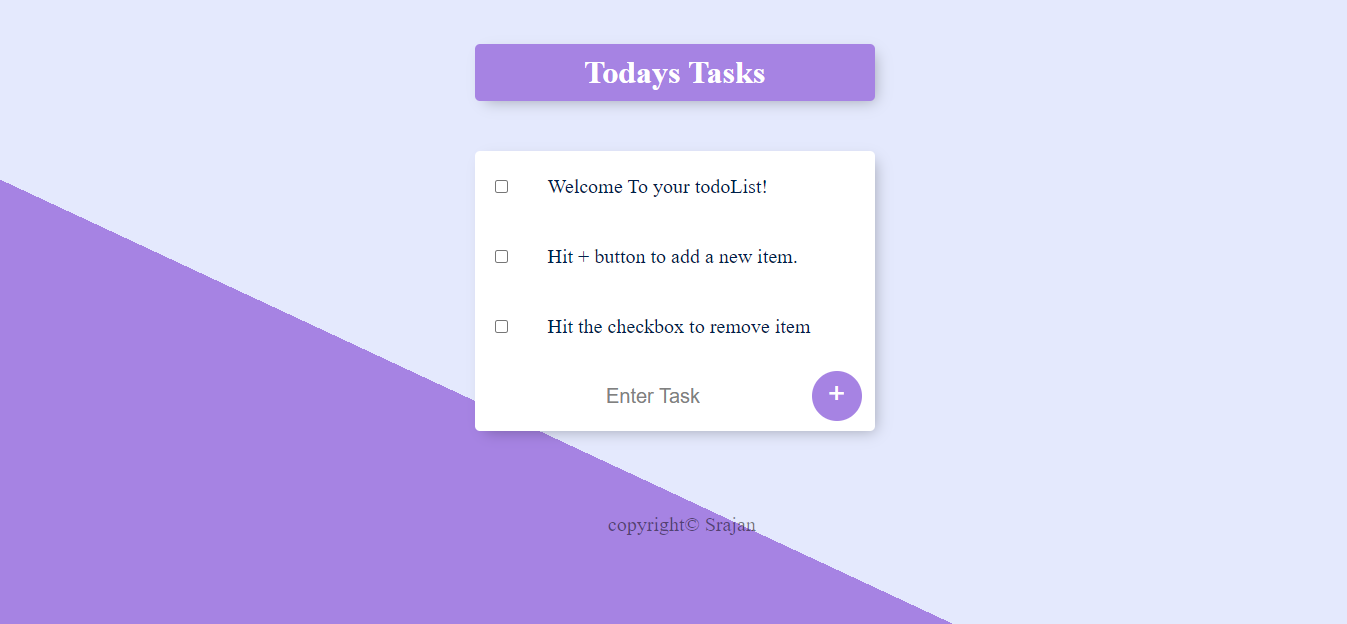 Todays Tasks
Welcome To your todoList!
Hit + button to add a new item.
Hit the checkbox to remove item
Enter Task
+
copyright© Srajan